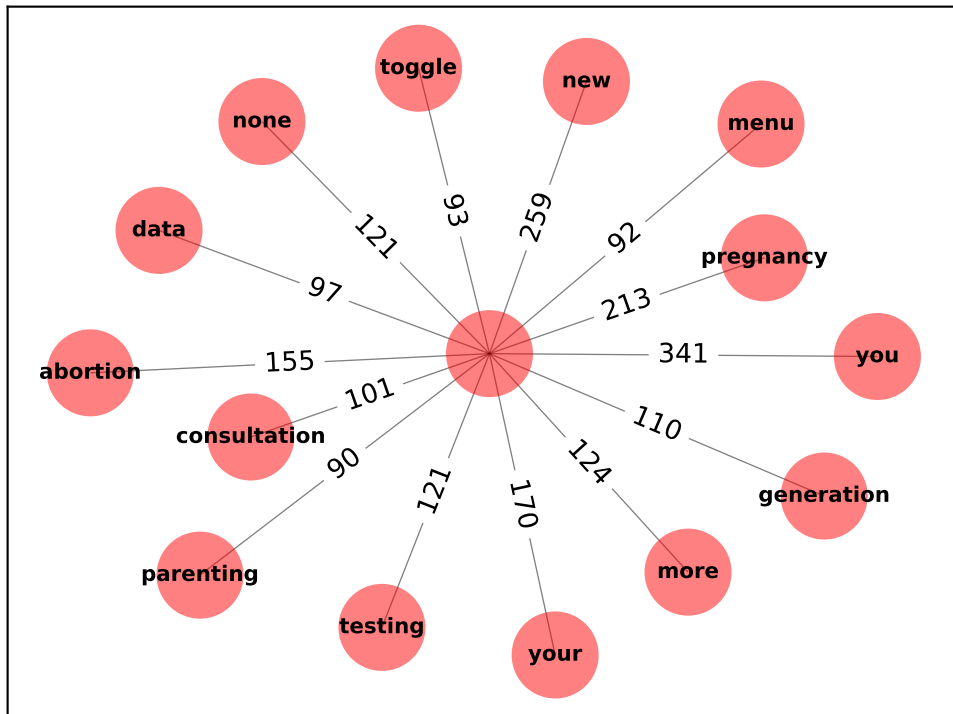 toggle
new
none
menu
93
259
data
121
92
pregnancy
97
213
341
you
155
abortion
101
110
consultation
90
124
generation
121
170
parenting
more
testing
your